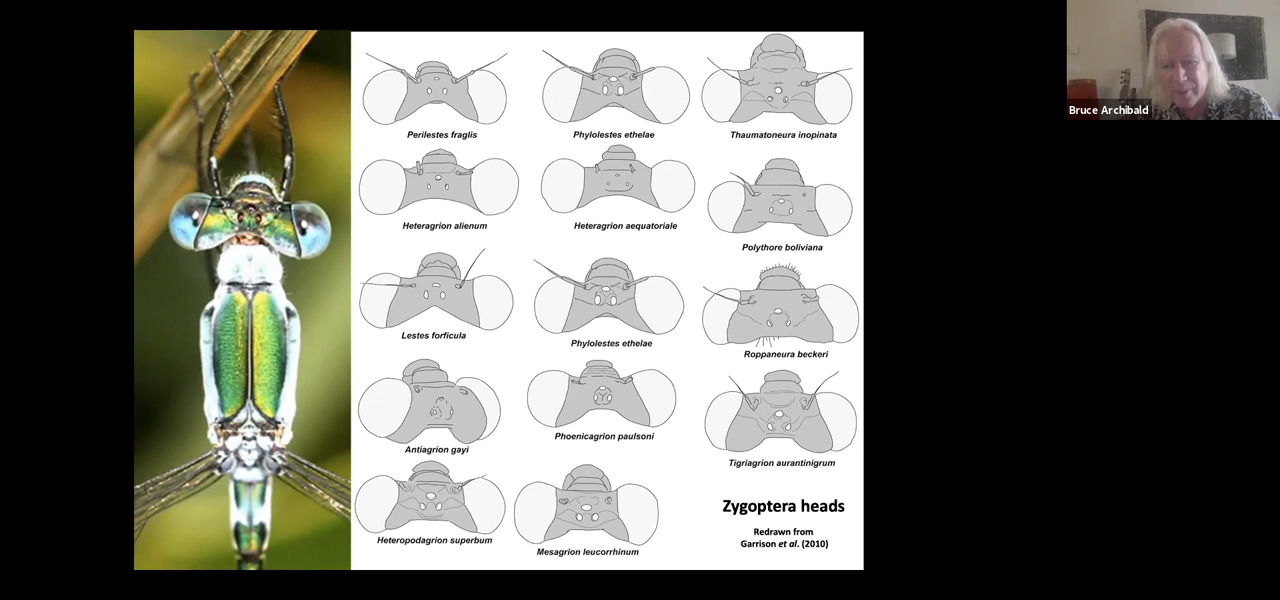 Bruce Archibald
Perilestes fraglis
Phylolestes ethelae
Thaumatoneura inopinata
Heteragrion alienum
Heteragrion aequatoriale
Polythore boliviana
Lestes forficula
Phylolestes ethelae
Roppaneura beckeri
Antiagrion gayi
Phoenicagrion paulsoni
Tigriagrion aurantinigrum
Heteropodagrion superbum
Mesagrion leucorrhinum
Zygoptera heads
Redrawn from
Garrison et al. (2010)